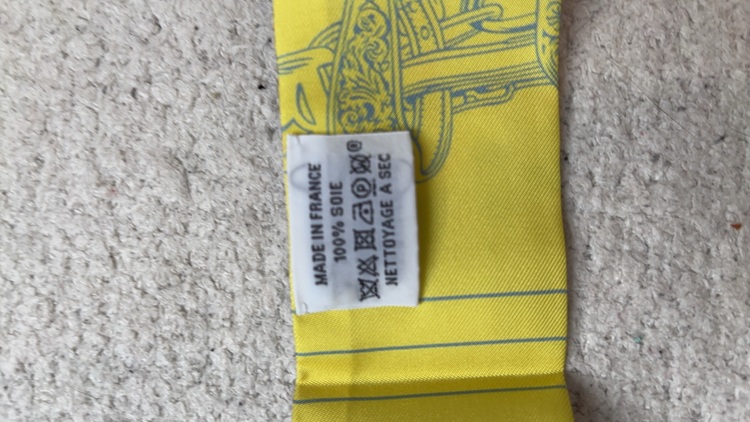 MADE IN FRANCE
100% SOIE
NETTOYAGE A SEC